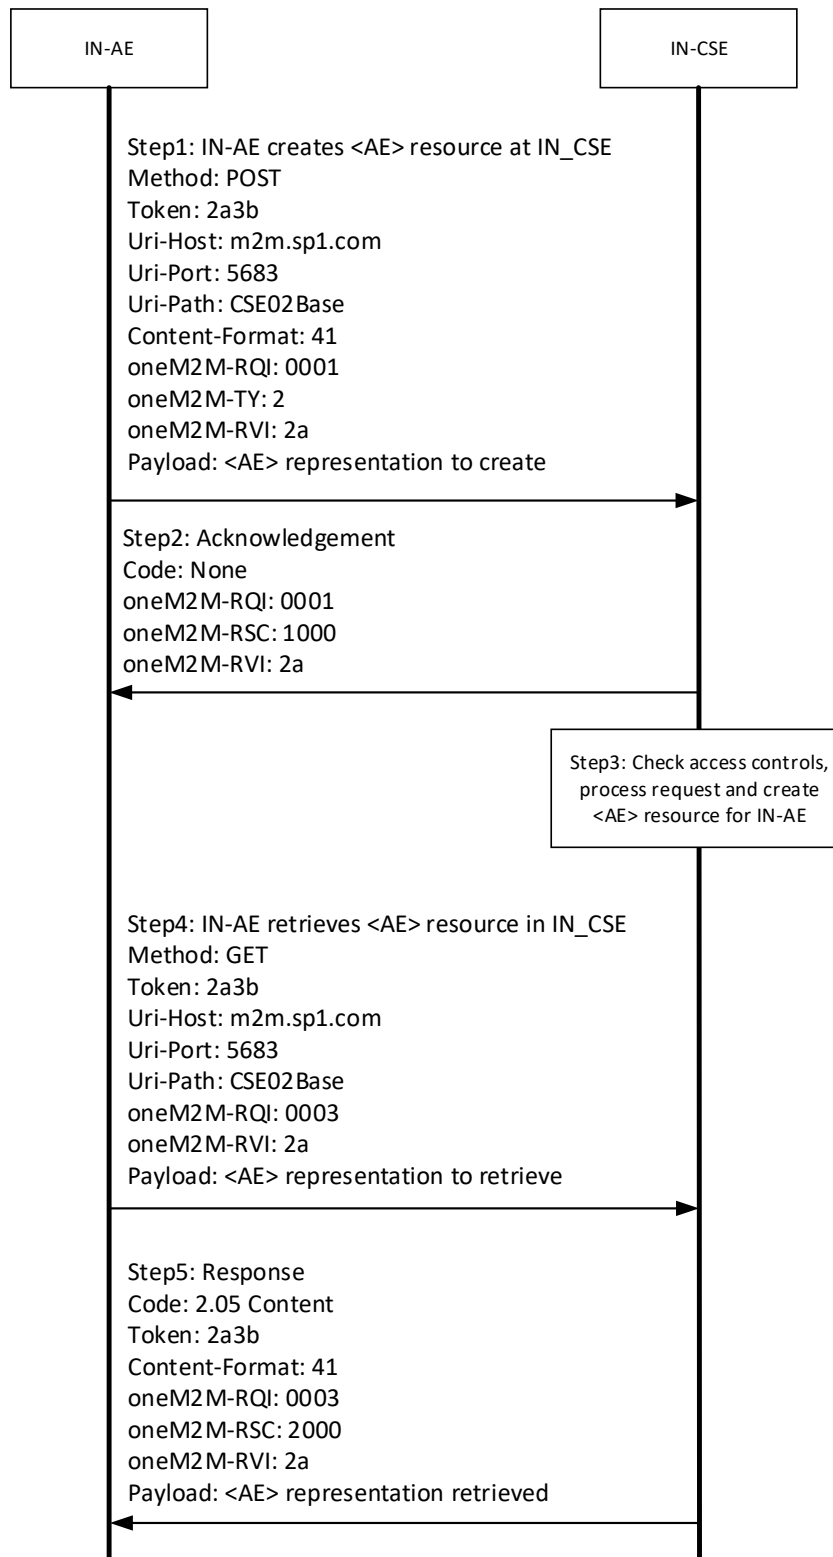 IN-AE
IN-CSE
Step1: IN-AE creates <AE> resource at IN_CSE
Method: POST
Token: 2a3b
Uri-Host: m2m.sp1.com
Uri-Port: 5683
Uri-Path: CSE02Base
Content-Format: 41
oneM2M-RQI: 0001
oneM2M-TY: 2
oneM2M-RVI: 2a
Payload: <AE> representation to create
Step2: Acknowledgement
Code: None
oneM2M-RQI: 0001
oneM2M-RSC: 1000
oneM2M-RVI: 2a
Step3: Check access controls,
process request and create
<AE> resource for IN-AE
Step4: IN-AE retrieves <AE> resource in IN_CSE
Method: GET
Token: 2a3b
Uri-Host: m2m.sp1.com
Uri-Port: 5683
Uri-Path: CSE02Base
oneM2M-RQI: 0003
oneM2M-RVI: 2a
Payload: <AE> representation to retrieve
Step5: Response
Code: 2.05 Content
Token: 2a3b
Content-Format: 41
oneM2M-RQI: 0003
oneM2M-RSC: 2000
oneM2M-RVI: 2a
Payload: <AE> representation retrieved